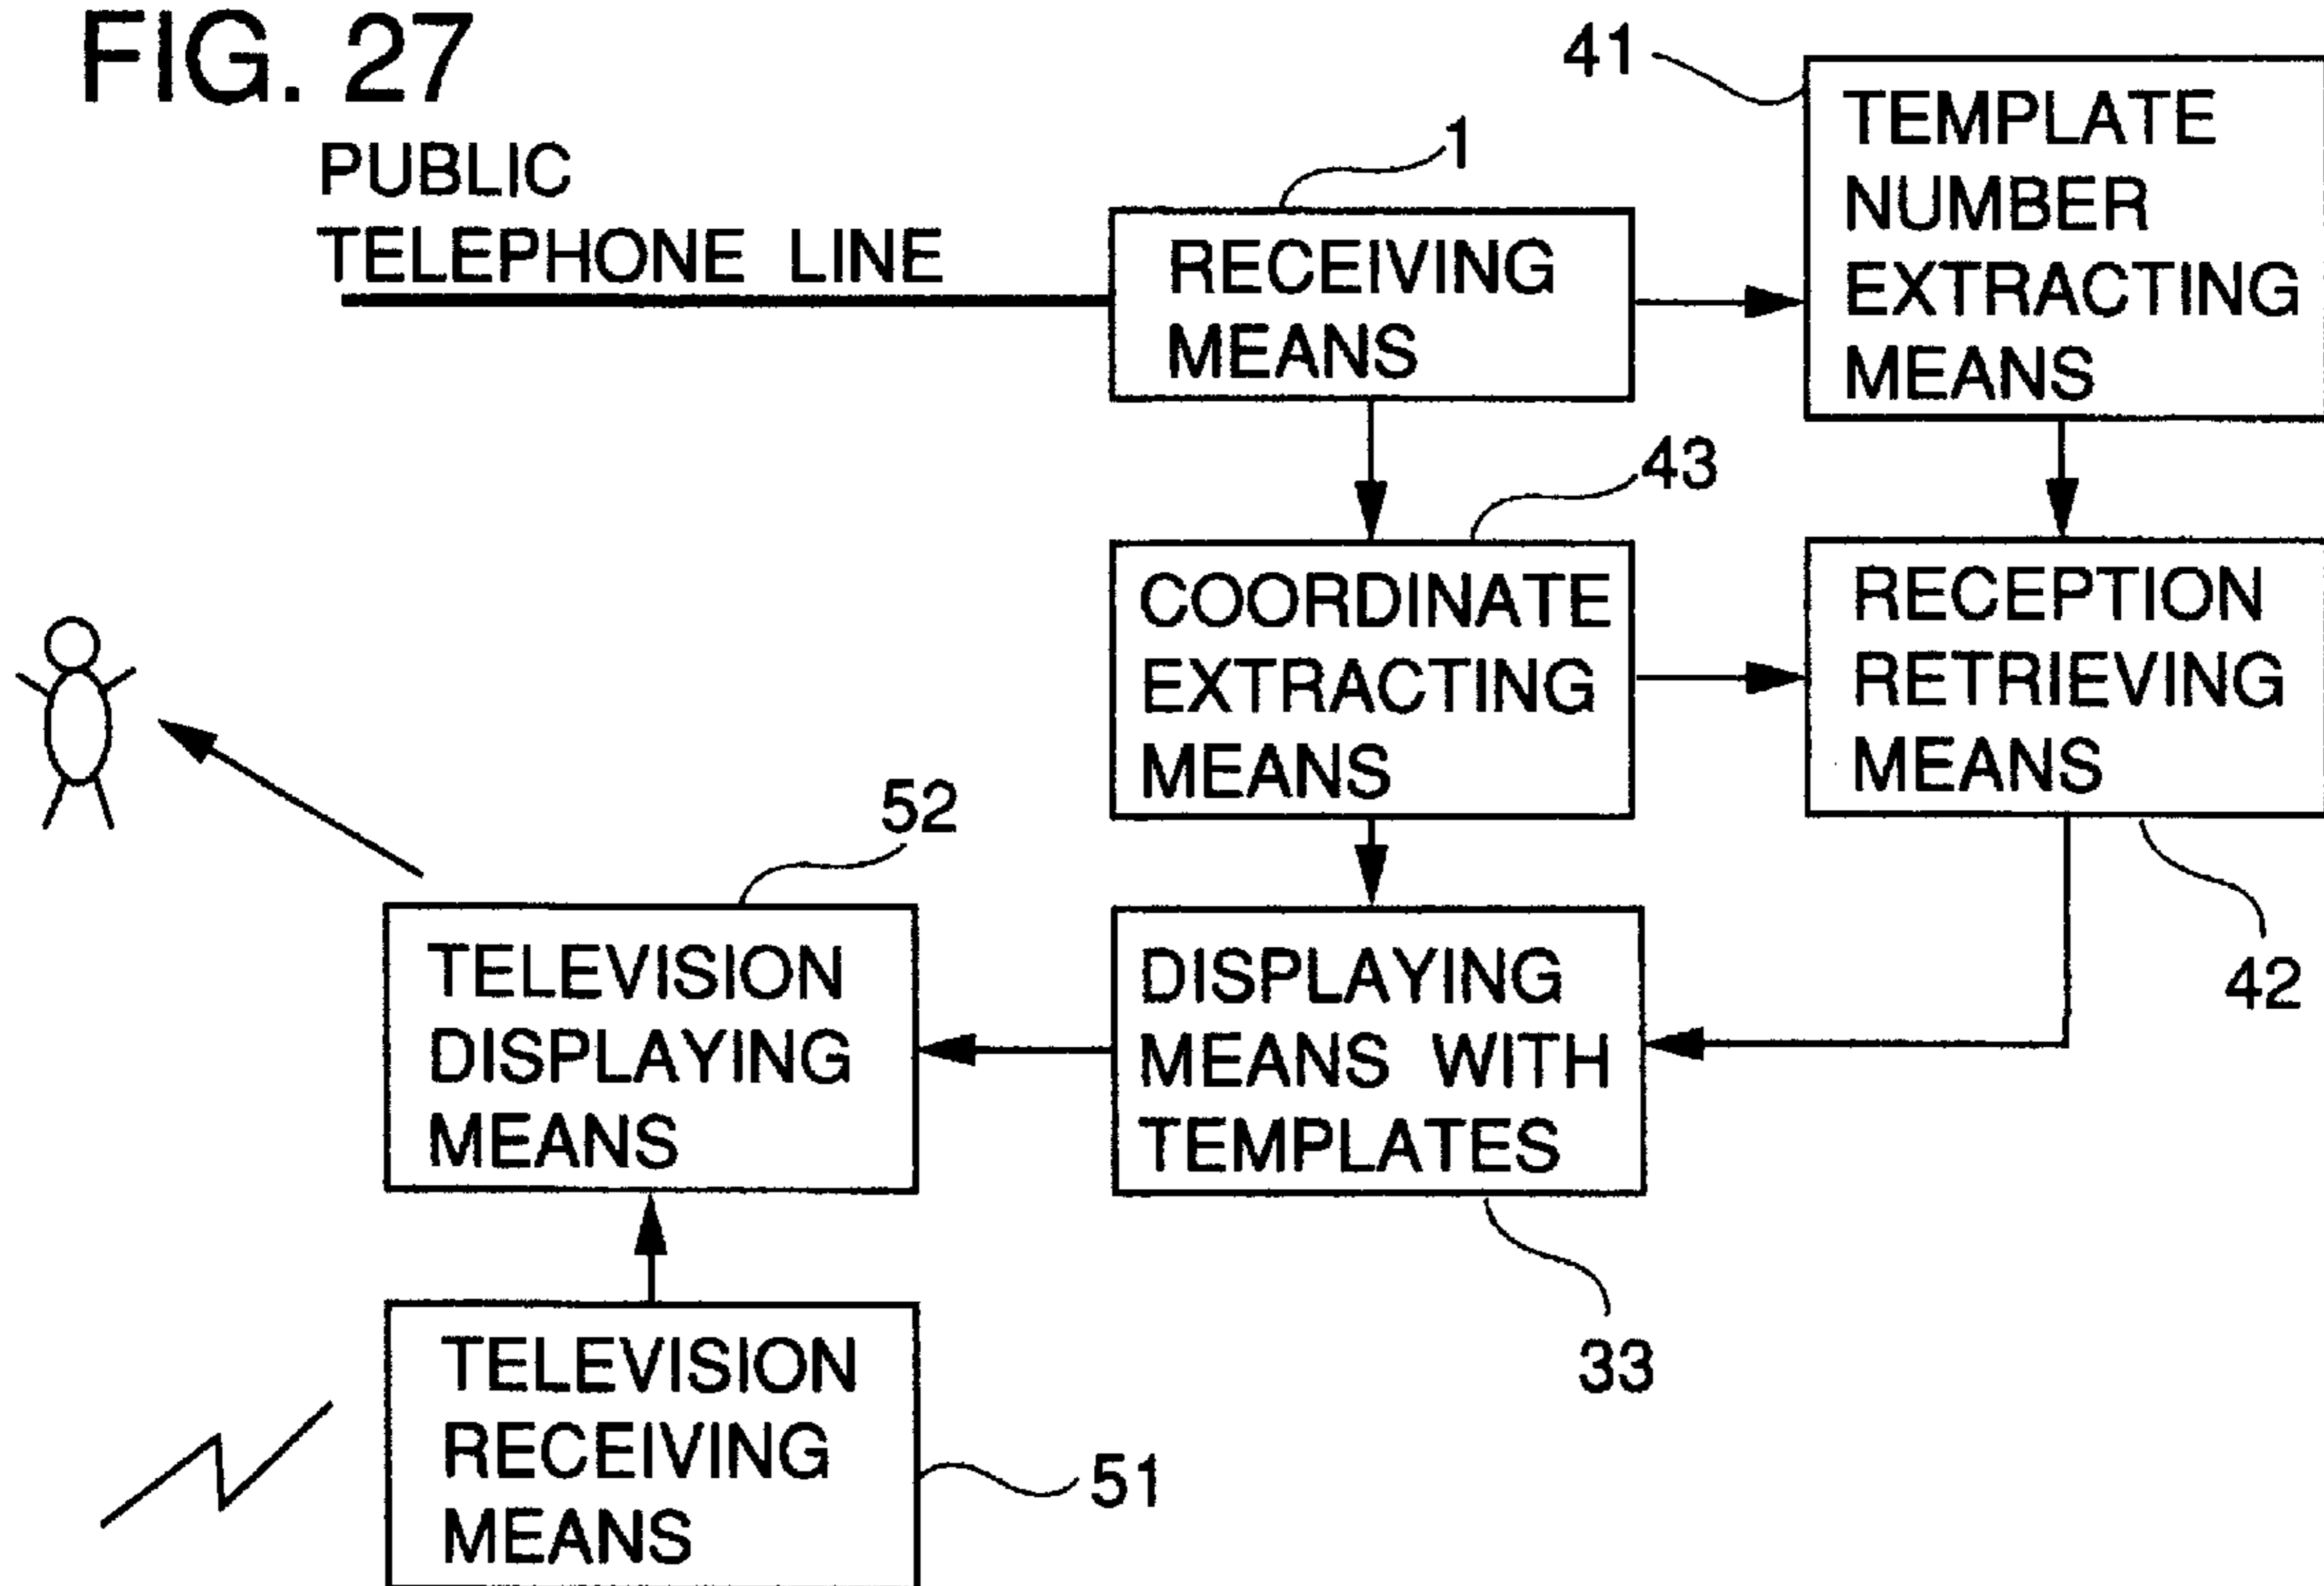 FIG. 27
PUBLIC
TELEPHONE LINE
1
RECEIVING
MEANS
41
TEMPLATE
NUMBER
EXTRACTING
MEANS
43
COORDINATE
EXTRACTING
MEANS
RECEPTION
RETRIEVING
MEANS
42
52
TELEVISION
DISPLAYING
MEANS
DISPLAYING
MEANS WITH
TEMPLATES
33
TELEVISION
RECEIVING
MEANS
51